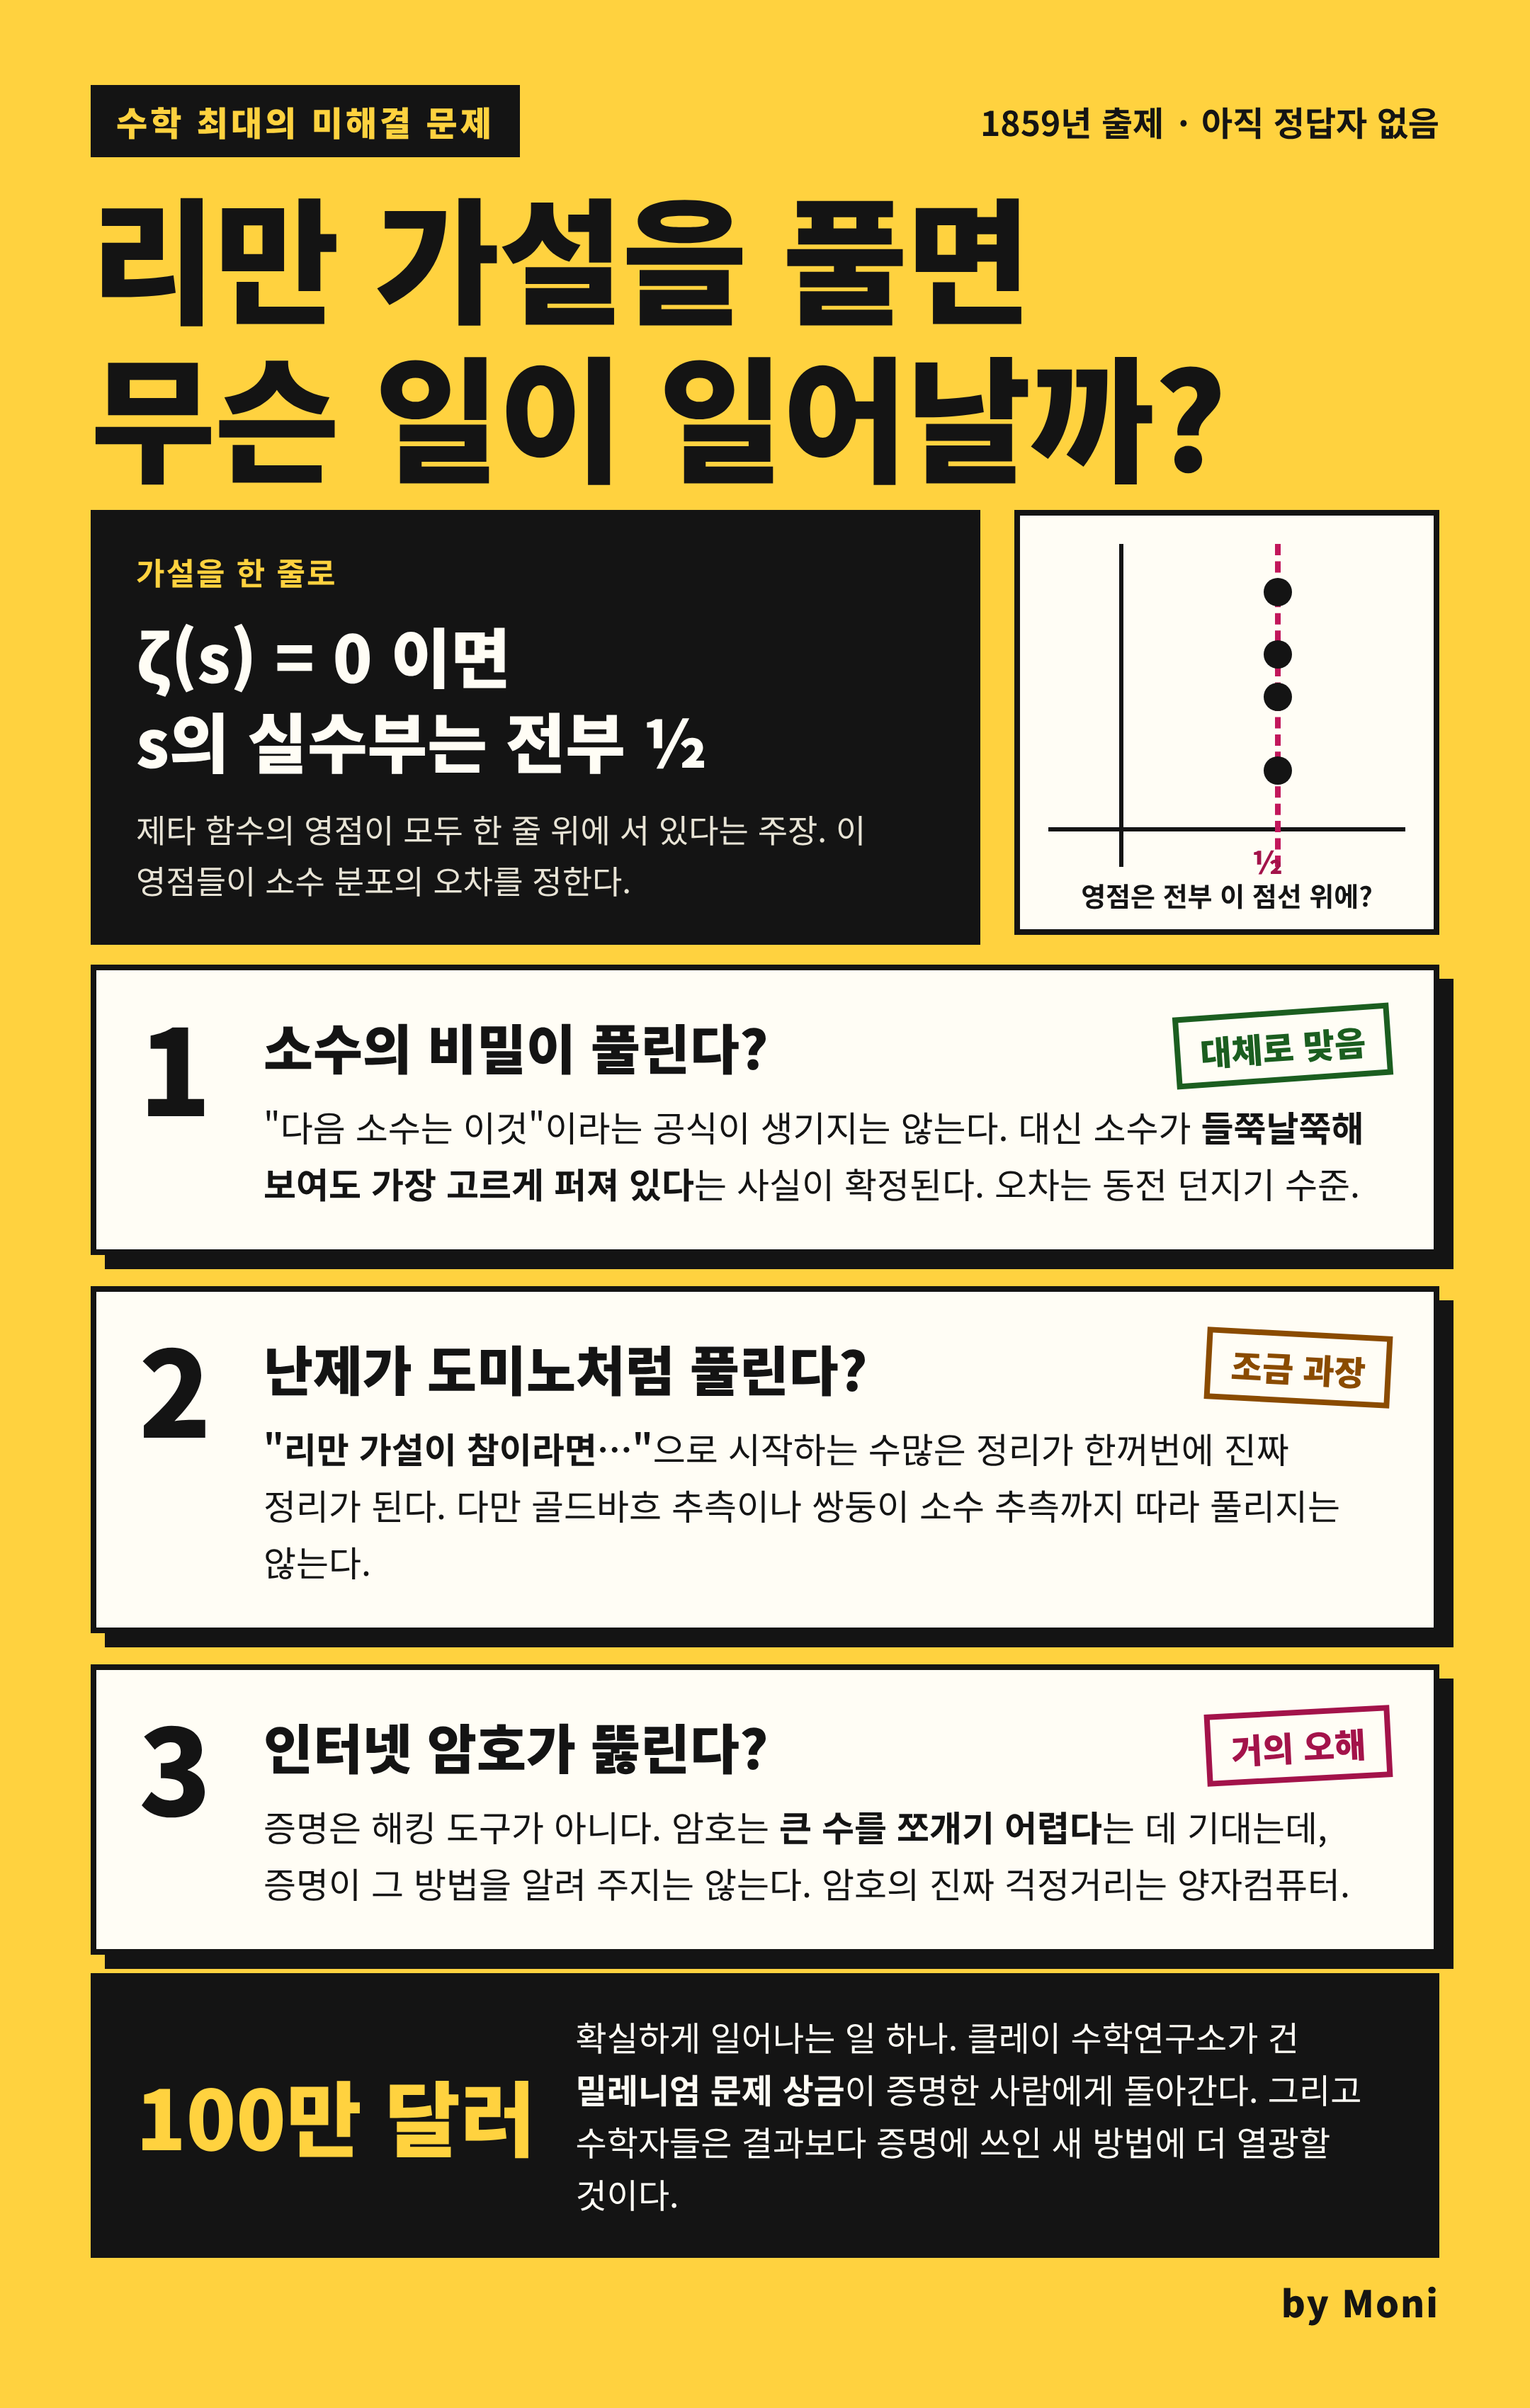 수학 최대의 미해결 문제
1859년 출제 · 아직 정답자 없음
리만 가설을 풀면
무슨 일이 일어날까?
가설을 한 줄로
ζ(s) = 0 이면
s의 실수부는 전부 ½
제타 함수의 영점이 모두 한 줄 위에 서 있다는 주장. 이
영점들이 소수 분포의 오차를 정한다.
½
영점은 전부 이 점선 위에?
1
소수의 비밀이 풀린다?
대체로 맞음
"다음 소수는 이것"이라는 공식이 생기지는 않는다. 대신 소수가 들쭉날쭉해
보여도 가장 고르게 퍼져 있다는 사실이 확정된다. 오차는 동전 던지기 수준.
2
난제가 도미노처럼 풀린다?
조금 과장
"리만 가설이 참이라면…"으로 시작하는 수많은 정리가 한꺼번에 진짜
정리가 된다. 다만 골드바흐 추측이나 쌍둥이 소수 추측까지 따라 풀리지는
않는다.
3
인터넷 암호가 뚫린다?
거의 오해
증명은 해킹 도구가 아니다. 암호는 큰 수를 쪼개기 어렵다는 데 기대는데,
증명이 그 방법을 알려 주지는 않는다. 암호의 진짜 걱정거리는 양자컴퓨터.
100만 달러
확실하게 일어나는 일 하나. 클레이 수학연구소가 건
밀레니엄 문제 상금이 증명한 사람에게 돌아간다. 그리고
수학자들은 결과보다 증명에 쓰인 새 방법에 더 열광할
것이다.
by Moni